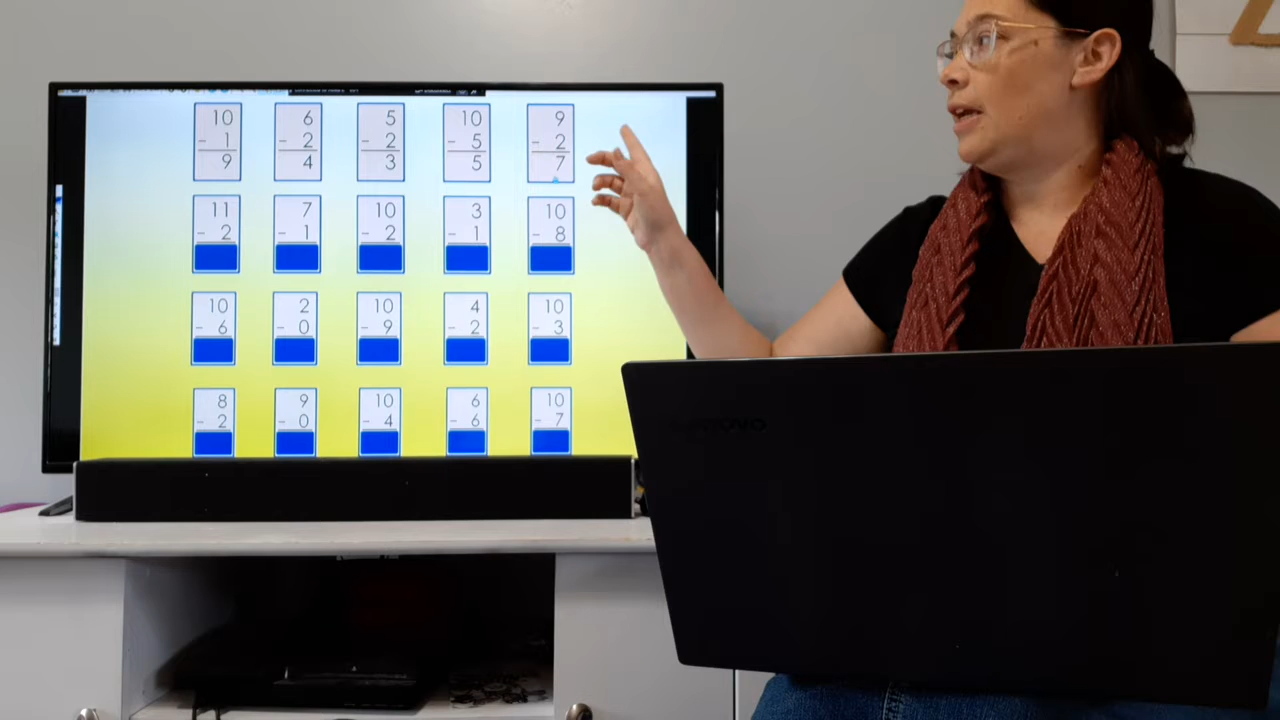 10 6 5 10 9
- 1 - 2 - 2 - 5 - 2
9 4 3 5 7
11 7 10 3 10
- 2 - 1 - 2 - 1 - 8
10 2 10 4 10
- 6 - 0 - 9 - 2 - 3
8 9 10 6 10
- 2 - 0 - 4 - 6 - 7